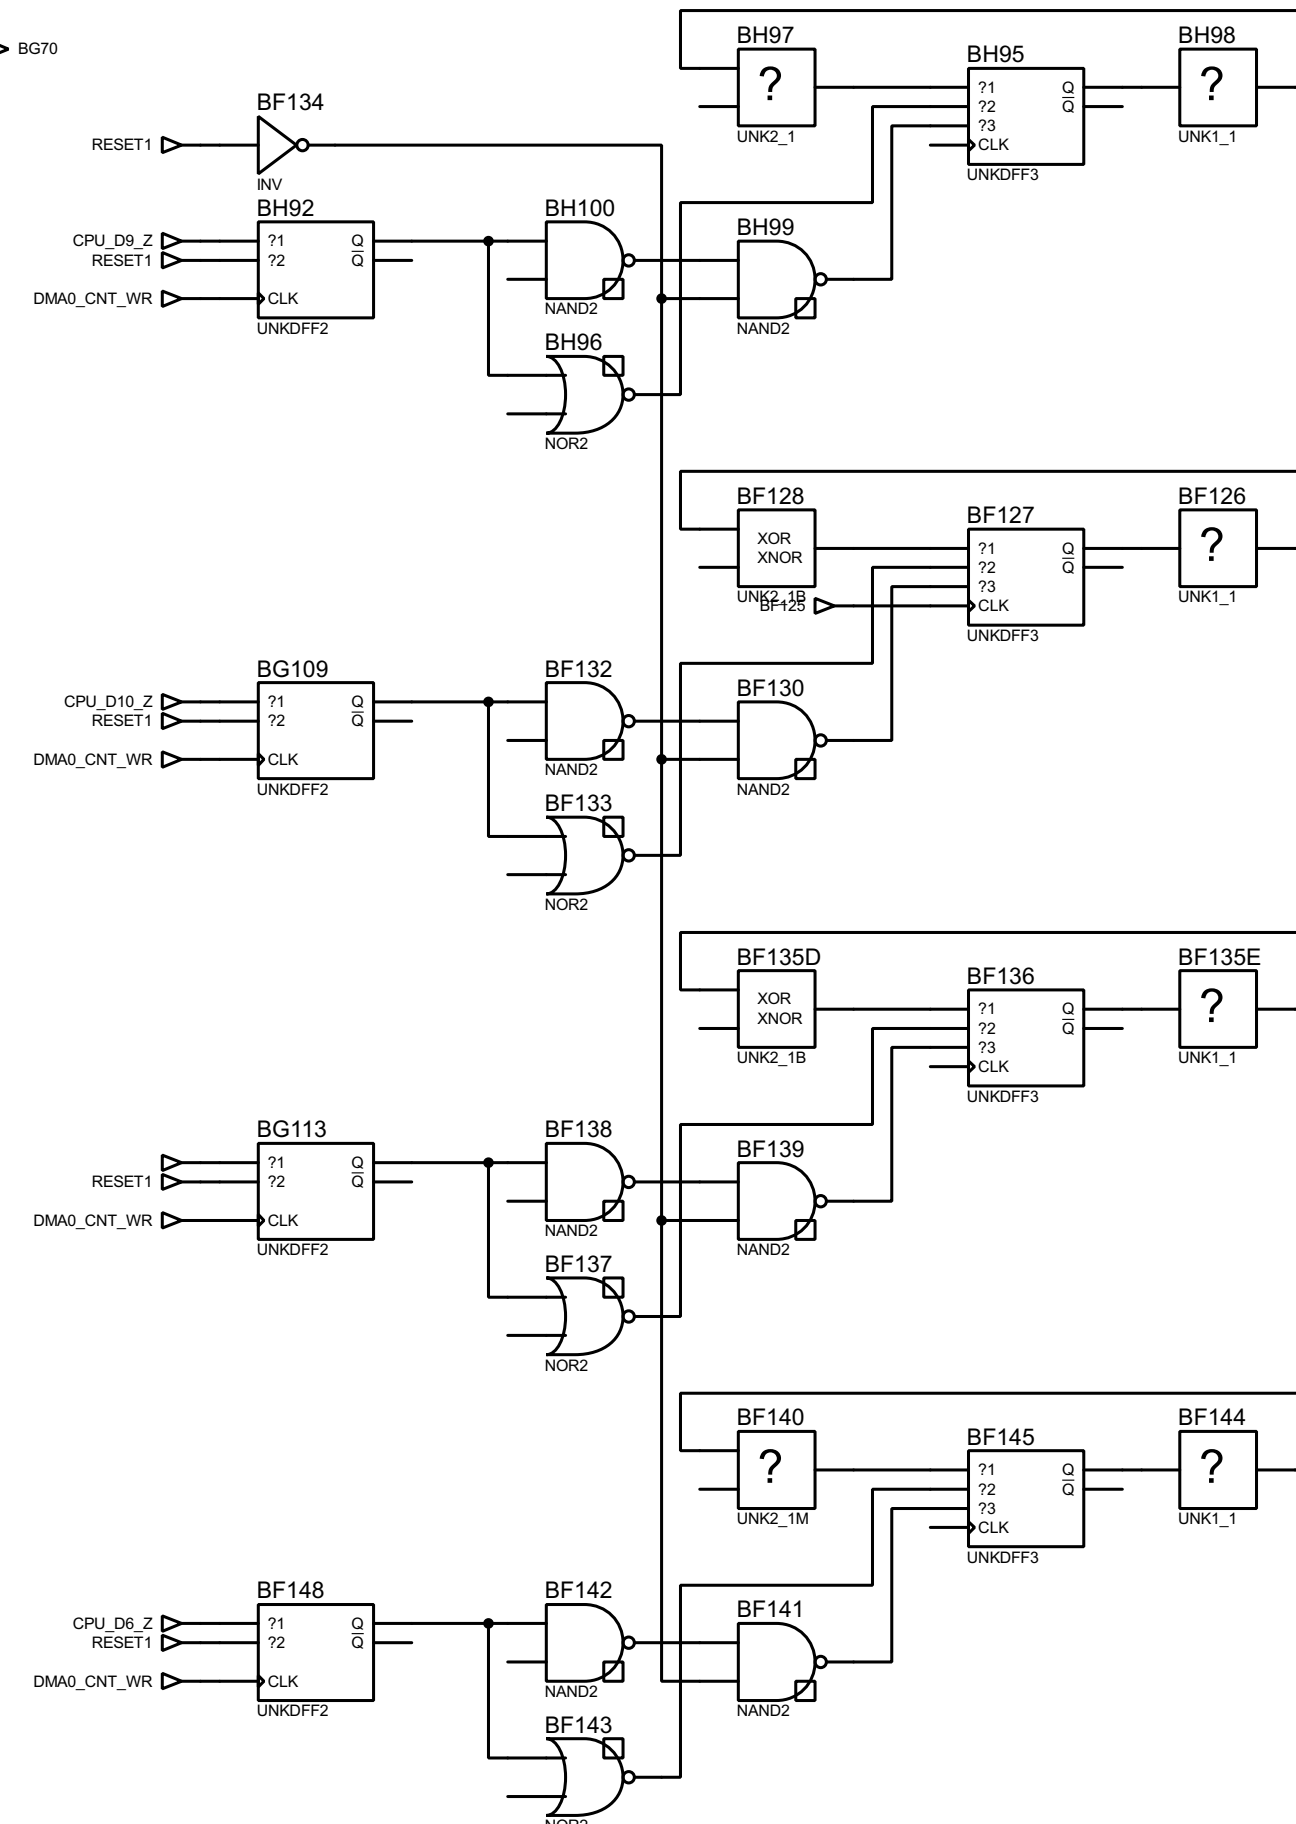 BG70
BH97
?
UNK2_1
BH95
?1
?2
?3
CLK
Q
Q
UNKDFF3
BH98
?
UNK1_1
BF134
RESET1
INV
BH92
CPU_D9_Z
RESET1
DMA0_CNT_WR
?1
?2
CLK
Q
Q
UNKDFF2
BH100
NAND2
BH99
NAND2
BH96
NOR2
BF128
XOR
XNOR
UNK2_1B
BF125
BF127
?1
?2
?3
CLK
Q
Q
UNKDFF3
BF126
?
UNK1_1
BG109
CPU_D10_Z
RESET1
DMA0_CNT_WR
?1
?2
CLK
Q
Q
UNKDFF2
BF132
NAND2
BF130
NAND2
BF133
NOR2
BF135D
XOR
XNOR
UNK2_1B
BF136
?1
?2
?3
CLK
Q
Q
UNKDFF3
BF135E
?
UNK1_1
BG113
RESET1
DMA0_CNT_WR
?1
?2
CLK
Q
Q
UNKDFF2
BF138
NAND2
BF139
NAND2
BF137
NOR2
BF140
?
UNK2_1M
BF145
?1
?2
?3
CLK
Q
Q
UNKDFF3
BF144
?
UNK1_1
BF148
CPU_D6_Z
RESET1
DMA0_CNT_WR
?1
?2
CLK
Q
Q
UNKDFF2
BF142
NAND2
BF141
NAND2
BF143
NOR2